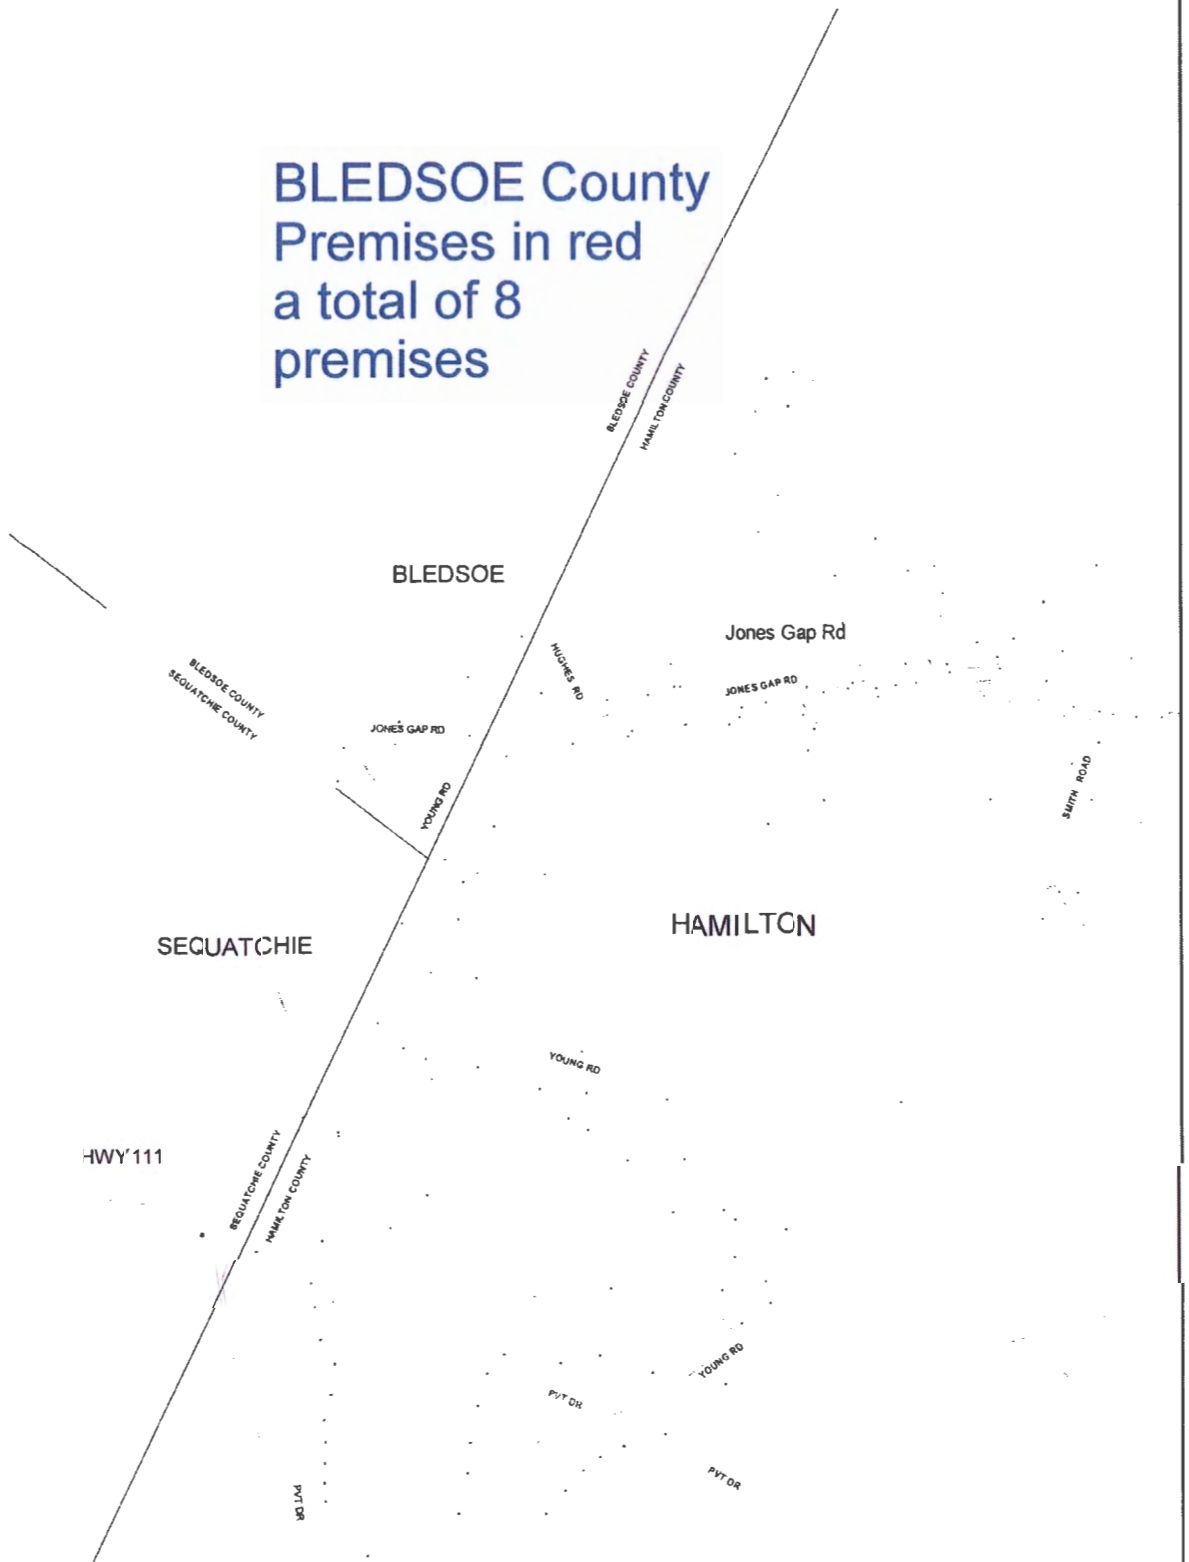 BLEDSOE County
Premises in red
a total of 8
premises
BLEDSOE COUNTY
HAMILTON COUNTY
BLEDSOE
Jones Gap Rd
HUGHES RD
JONES GAP RD
BLEDSOE COUNTY
SEQUATCHIE COUNTY
JONES GAP RD
YOUNG RD
SMITH ROAD
HAMILTON
SEQUATCHIE
YOUNG RD
HWY 111
SEQUATCHIE COUNTY
HAMILTON COUNTY
YOUNG RD
PVT DR
PVT DR
PVT DR